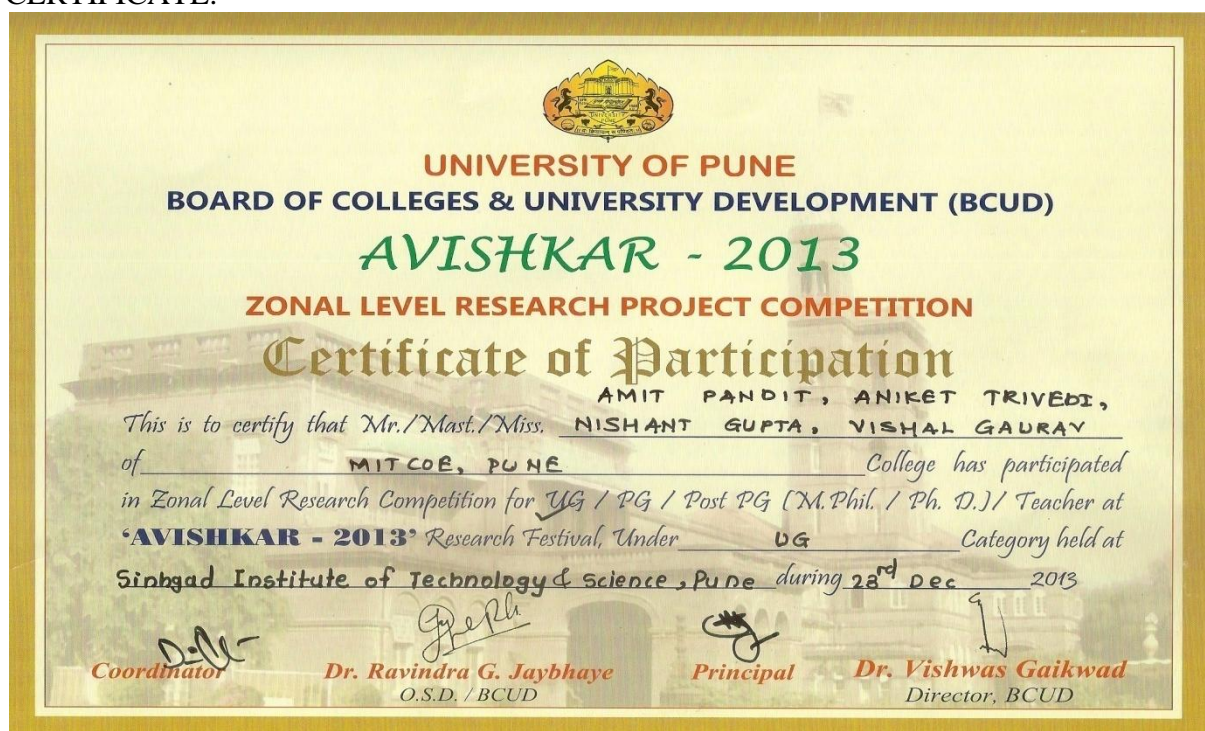 CERTIFICATE:
UNIVERSITY OF PUNE
BOARD OF COLLEGES & UNIVERSITY DEVELOPMENT (BCUD)
AVISHKAR - 2013
ZONAL LEVEL RESEARCH PROJECT COMPETITION
Certificate of Participation
AMIT PANDIT, ANIKET TRIVEDI,
This is to certify that Mr./Mast./Miss. NISHANT GUPTA, VISHAL GAURAV
of MITCOE, PUNE College has participated
in Zonal Level Research Competition for UG / PG / Post PG (M.Phil. / Ph. D.)/ Teacher at
'AVISHKAR - 2013' Research Festival, Under UG Category held at
Sinhgad Institute of Technology & Science, Pune during 23rd Dec 2013
Coordinator Dr. Ravindra G. Jaybhaye Principal Dr. Vishwas Gaikwad
O.S.D. / BCUD Director, BCUD